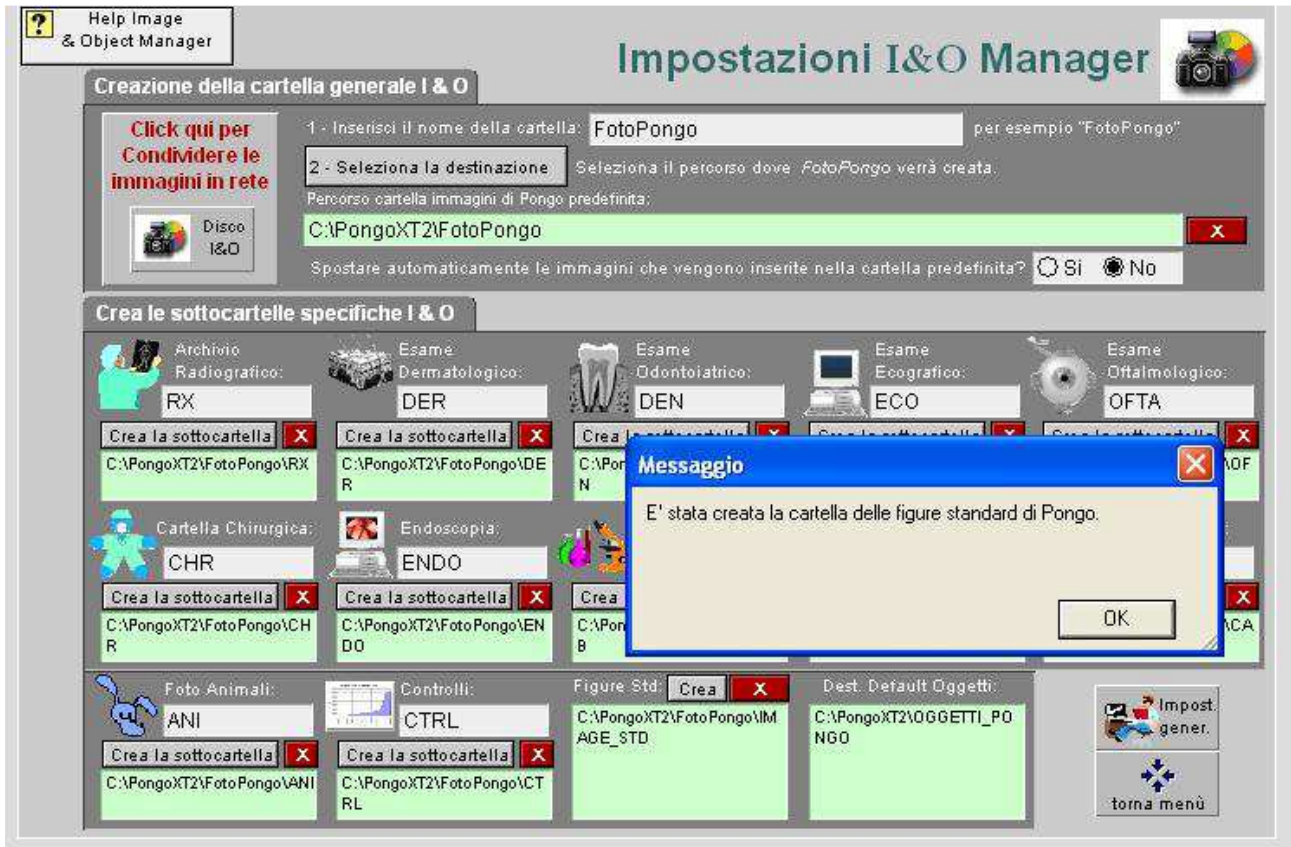 ?
Help Image
& Object Manager
Impostazioni I&O Manager
Creazione della cartella generale I & O
Click qui per
Condividere le
immagini in rete
Disco
I&O
1 - Inserisci il nome della cartella:
FotoPongo
per esempio "FotoPongo"
2 - Seleziona la destinazione
Seleziona il percorso dove FotoPongo verrà creata.
Percorso cartella immagini di Pongo predefinita:
C:\PongoXT2\FotoPongo
X
Spostare automaticamente le immagini che vengono inserite nella cartella predefinita?
Si
No
Crea le sottocartelle specifiche I & O
Archivio
Radiografico:
RX
Crea la sottocartella
X
C:\PongoXT2\FotoPongo\RX
Esame
Dermatologico:
DER
Crea la sottocartella
X
C:\PongoXT2\FotoPongo\DE
R
Esame
Odontoiatrico:
DEN
Crea
C:\Pon
N
Esame
Ecografico:
ECO
Esame
Oftalmologico:
OFTA
X
\OF
Messaggio
E' stata creata la cartella delle figure standard di Pongo.
OK
Cartella Chirurgica:
CHR
Crea la sottocartella
X
C:\PongoXT2\FotoPongo\CH
R
Endoscopia:
ENDO
Crea la sottocartella
X
C:\PongoXT2\FotoPongo\EN
DO
Crea
C:\Pon
B
X
\CA
Foto Animali:
ANI
Crea la sottocartella
X
C:\PongoXT2\FotoPongo\ANI
Controlli:
CTRL
Crea la sottocartella
X
C:\PongoXT2\FotoPongo\CT
RL
Figure Std:
Crea
X
C:\PongoXT2\FotoPongo\IM
AGE_STD
Dest. Default Oggetti:
C:\PongoXT2\OGGETTI_PO
NGO
Impost.
gener.
torna menù